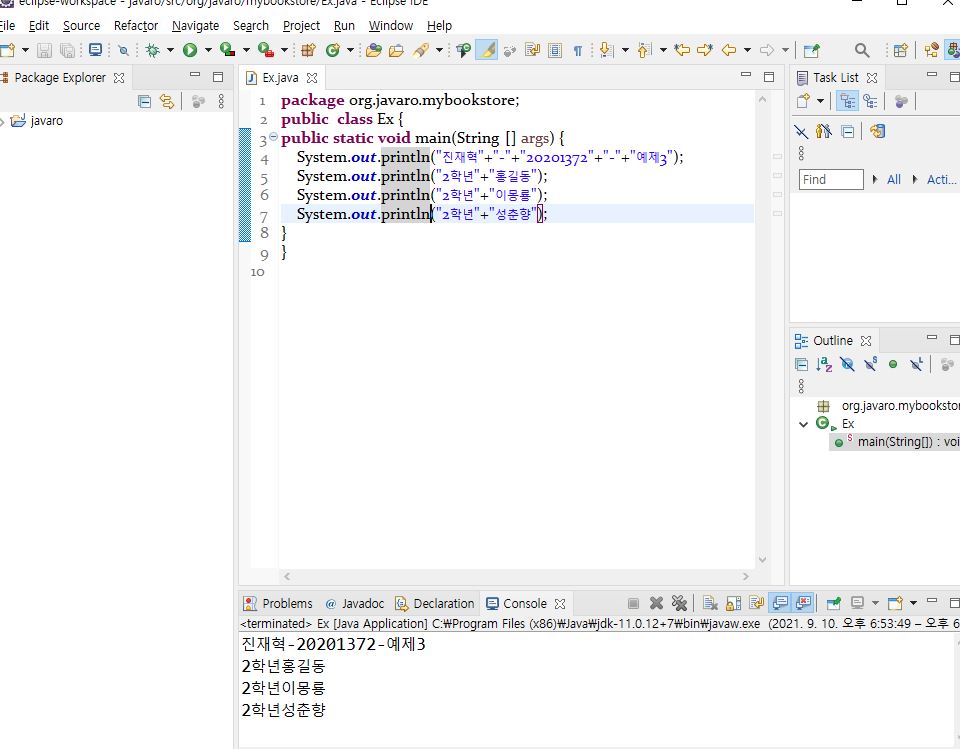 eclipse-workspace - javaro/src/org/javaro/mybookstore/Ex.java - Eclipse IDE
File Edit Source Refactor Navigate Search Project Run Window Help
Package Explorer
javaro
Ex.java
1 package org.javaro.mybookstore;
2 public class Ex {
3 public static void main(String [] args) {
4 System.out.println("진재혁"+"-"+"20201372"+"-"+"예제3");
5 System.out.println("2학년"+"홍길동");
6 System.out.println("2학년"+"이몽룡");
7 System.out.println("2학년"+"성춘향");
8 }
9 }
10
Task List
Find All Acti...
Outline
org.javaro.mybookstor
Ex
main(String[]) : voi
Problems Javadoc Declaration Console
<terminated> Ex [Java Application] C:₩Program Files (x86)₩Java₩jdk-11.0.12+7₩bin₩javaw.exe (2021. 9. 10. 오후 6:53:49 – 오후 6
진재혁-20201372-예제3
2학년홍길동
2학년이몽룡
2학년성춘향